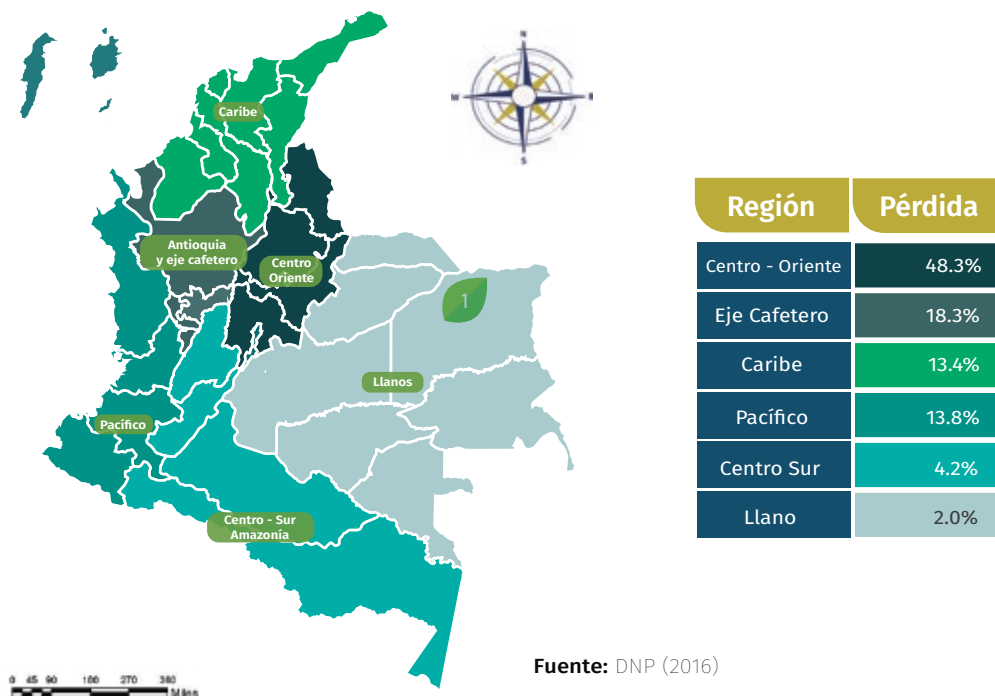 N
S
Caribe
Antioquia
y eje cafetero
Centro
Oriente
1
Llanos
Pacífico
Centro - Sur
Amazonía
Región Pérdida
Centro - Oriente 48.3%
Eje Cafetero 18.3%
Caribe 13.4%
Pacífico 13.8%
Centro Sur 4.2%
Llano 2.0%
Fuente: DNP (2016)
0 45 90 180 270 360
Miles